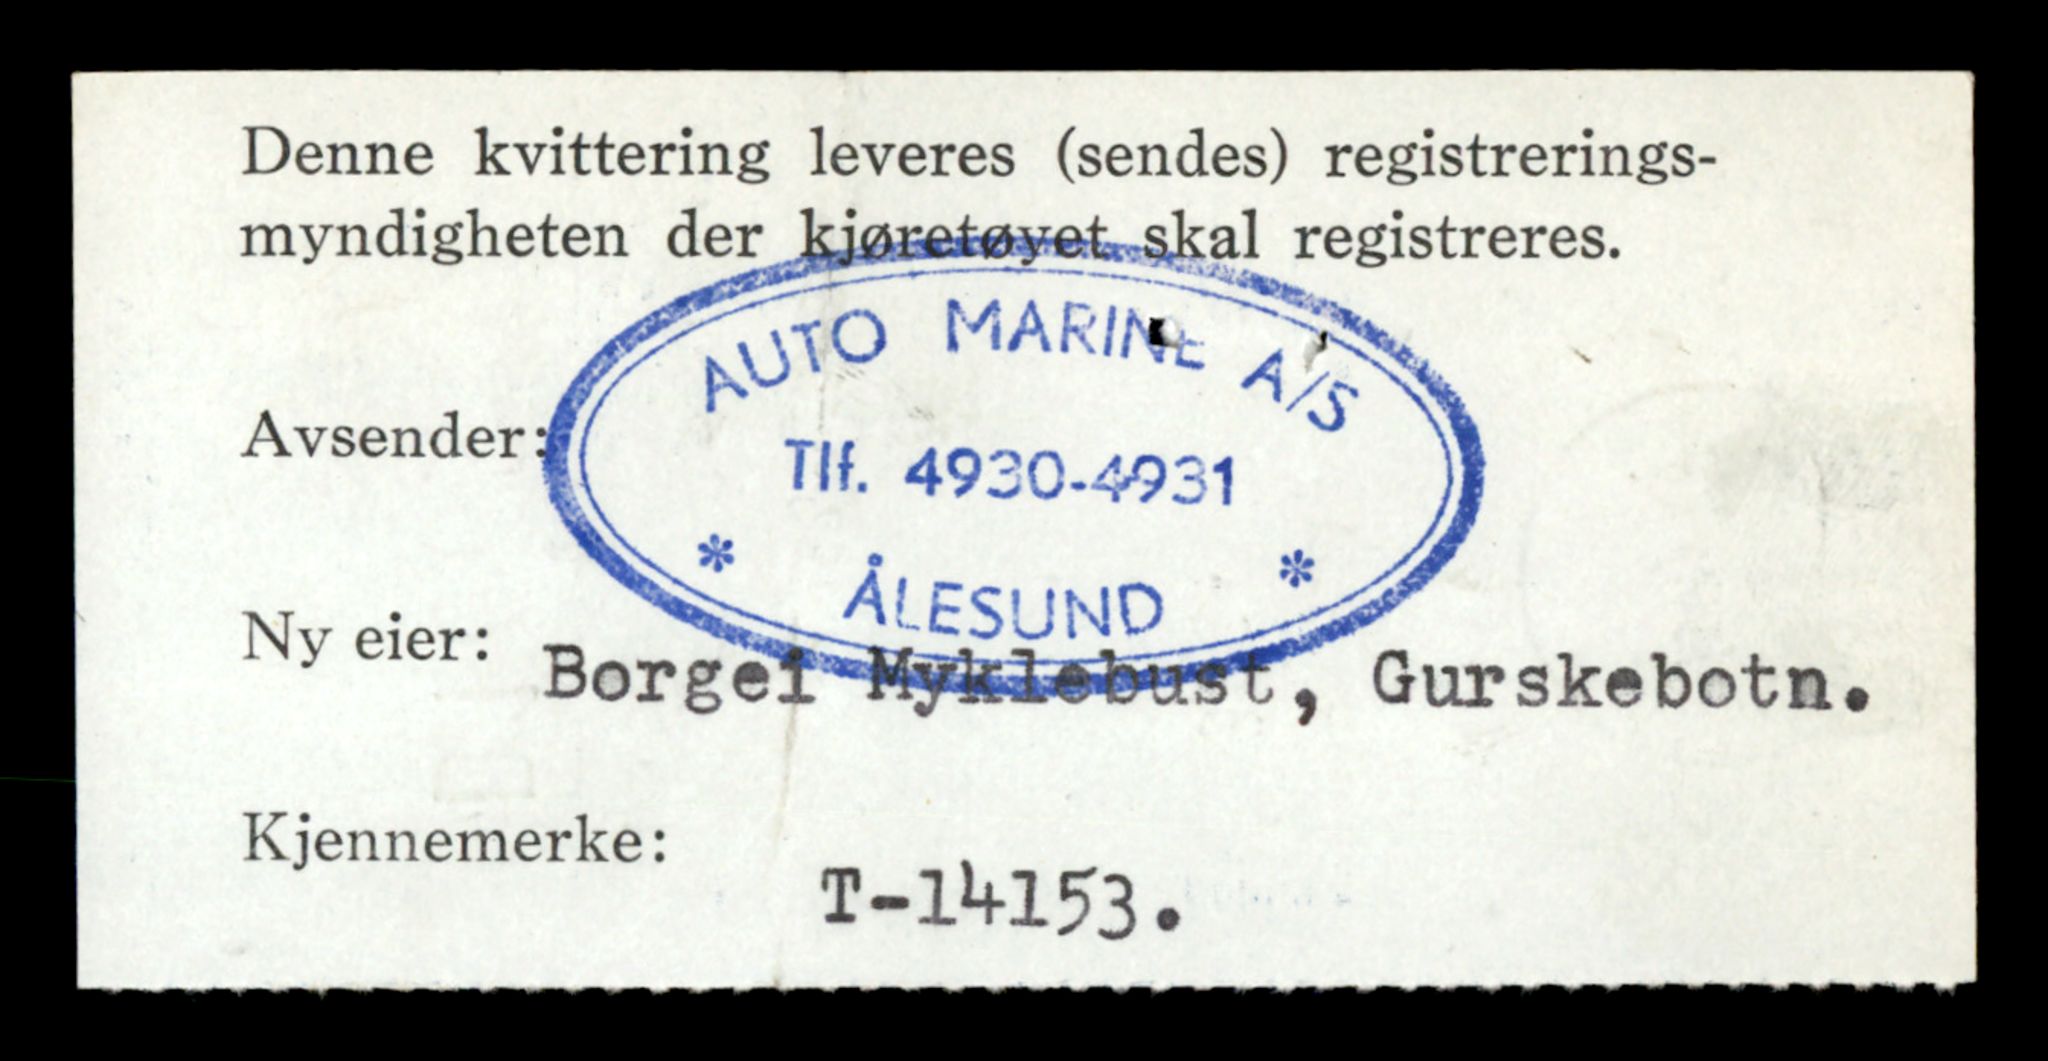 Denne kvittering leveres (sendes) registrerings-
myndigheten der kjøretøyet skal registreres.
AUTO MARINE A/S
Avsender:
Tlf. 4930-4931
* ÅLESUND *
Ny eier: Borgei Myklebust, Gurskebotn.
Kjennemerke: T-14153.